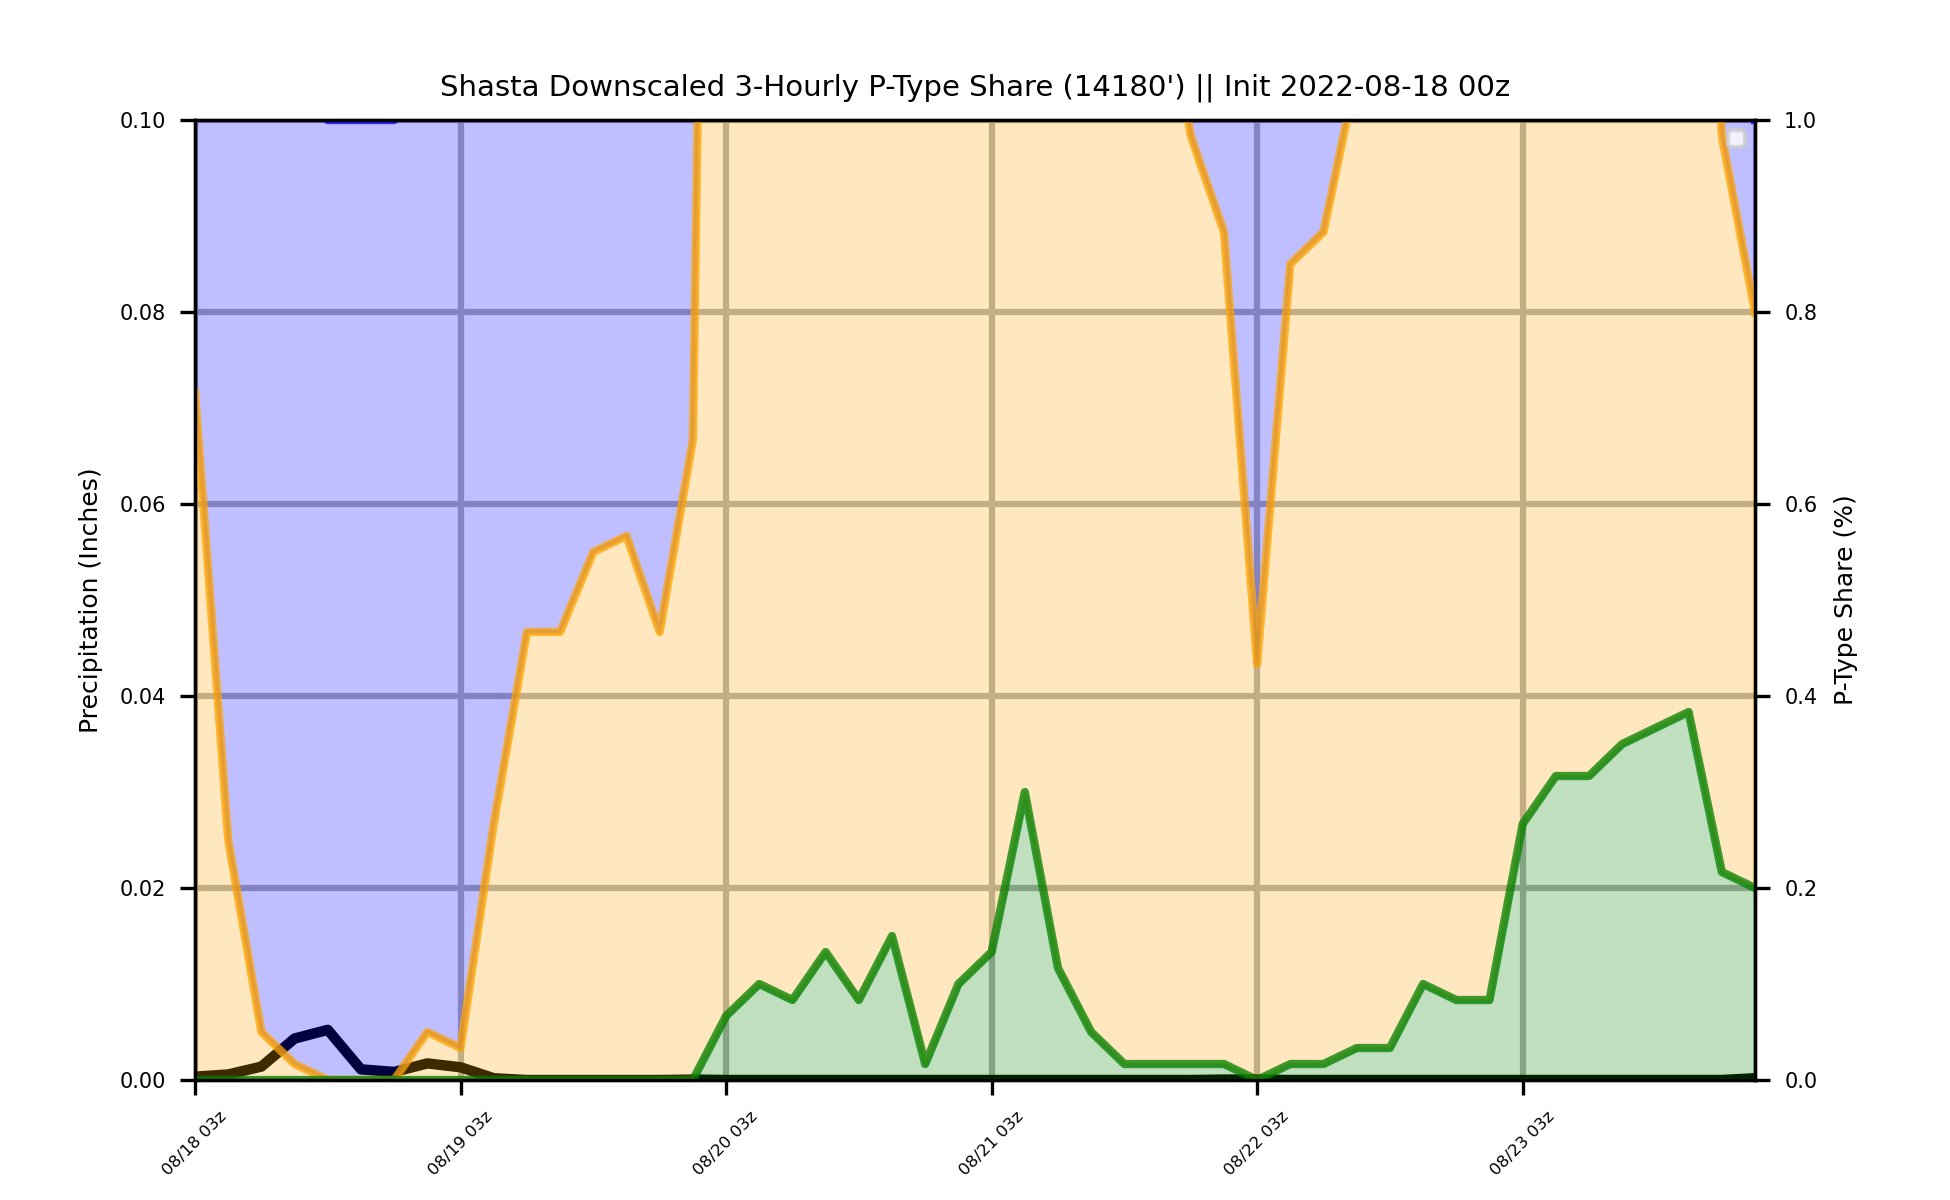 Shasta Downscaled 3-Hourly P-Type Share (14180') || Init 2022-08-18 00z
0.10
0.08
0.06
0.04
0.02
0.00
Precipitation (Inches)
1.0
0.8
0.6
0.4
0.2
0.0
P-Type Share (%)
08/18 03z
08/19 03z
08/20 03z
08/21 03z
08/22 03z
08/23 03z